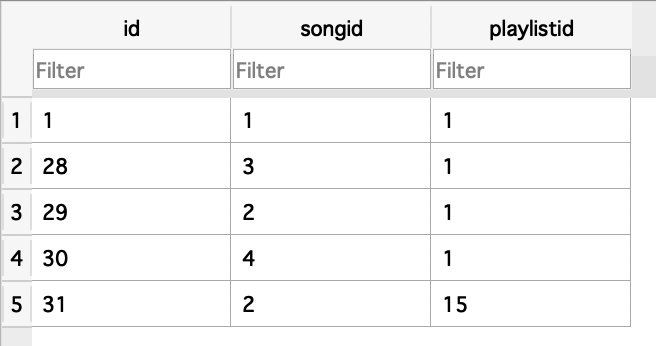 id songid playlistid
Filter Filter Filter
1 1 1 1
2 28 3 1
3 29 2 1
4 30 4 1
5 31 2 15